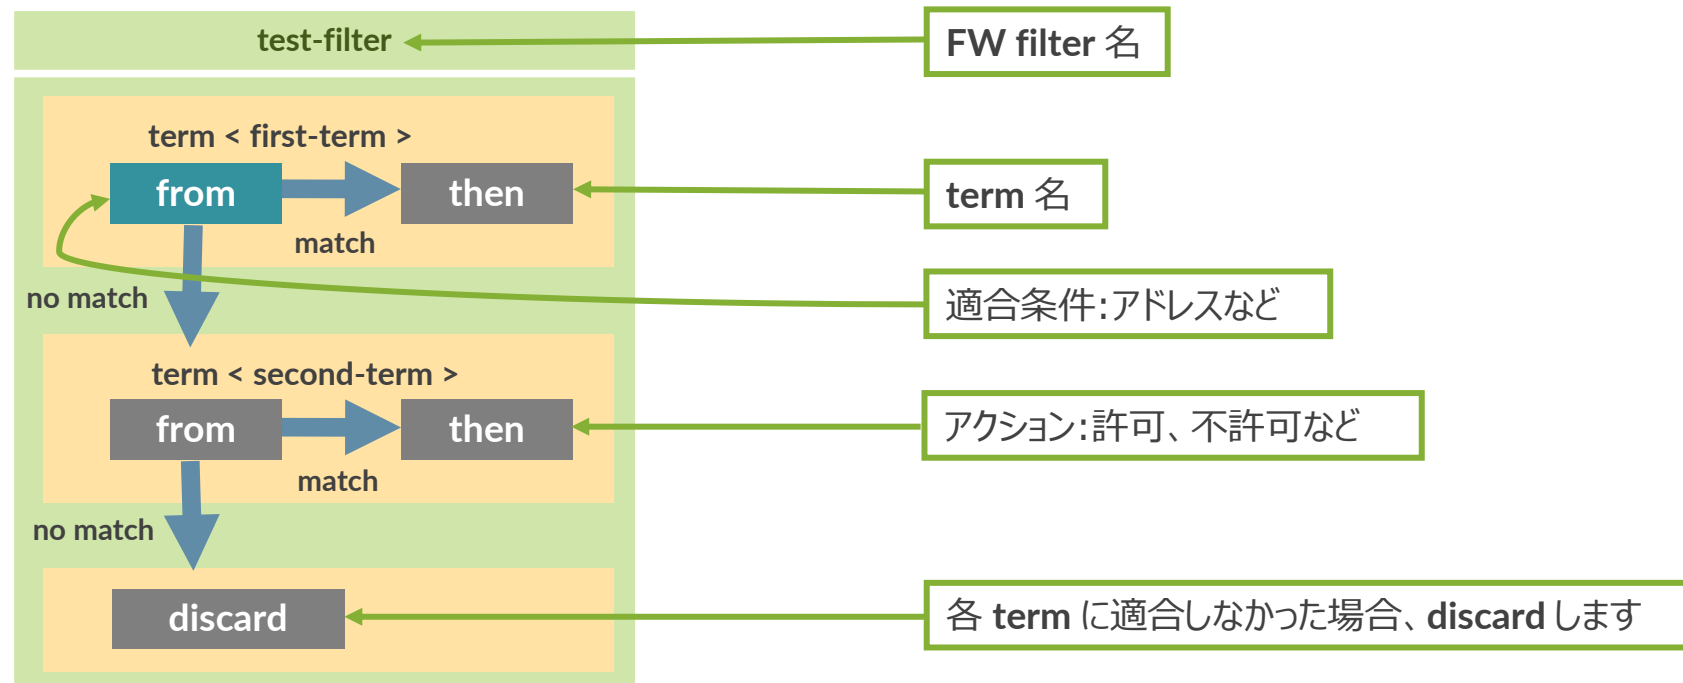 test-filter
FW filter 名
term < first-term >
from
then
term 名
match
no match
適合条件:アドレスなど
term < second-term >
from
then
アクション:許可、不許可など
match
no match
discard
各 term に適合しなかった場合、discard します